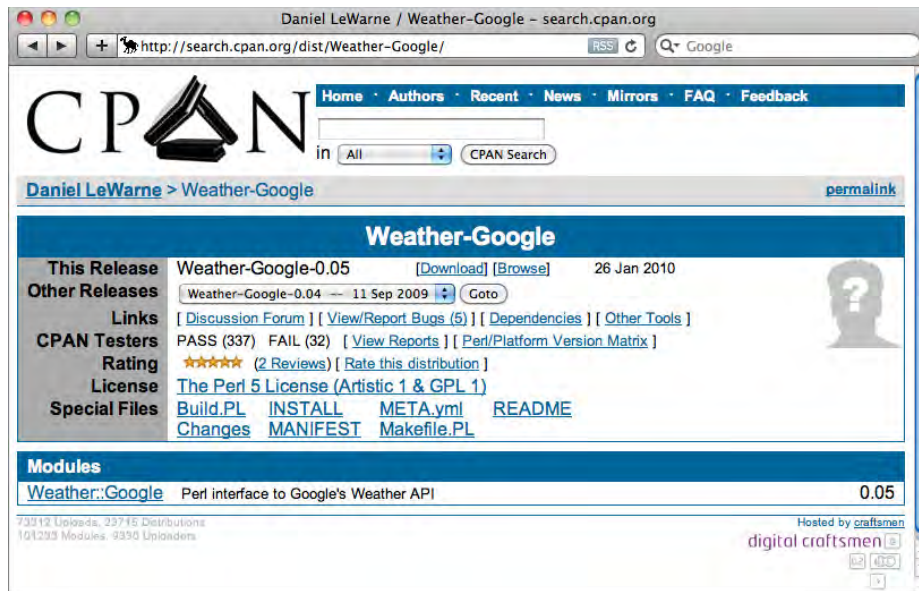 Daniel LeWarne / Weather-Google – search.cpan.org
http://search.cpan.org/dist/Weather-Google/ RSS Google
CPAN
Home · Authors · Recent · News · Mirrors · FAQ · Feedback
in All CPAN Search
Daniel LeWarne > Weather-Google permalink
Weather-Google
This Release Weather-Google-0.05 [Download] [Browse] 26 Jan 2010
Other Releases Weather-Google-0.04 -- 11 Sep 2009 Goto
Links [ Discussion Forum ] [ View/Report Bugs (5) ] [ Dependencies ] [ Other Tools ]
CPAN Testers PASS (337) FAIL (32) [ View Reports ] [ Perl/Platform Version Matrix ]
Rating (2 Reviews) [ Rate this distribution ]
License The Perl 5 License (Artistic 1 & GPL 1)
Special Files Build.PL INSTALL META.yml README
Changes MANIFEST Makefile.PL
Modules
Weather::Google Perl interface to Google's Weather API 0.05
Uploads, Distributions Hosted by craftsmen
Modules, Uploaders digital craftsmen